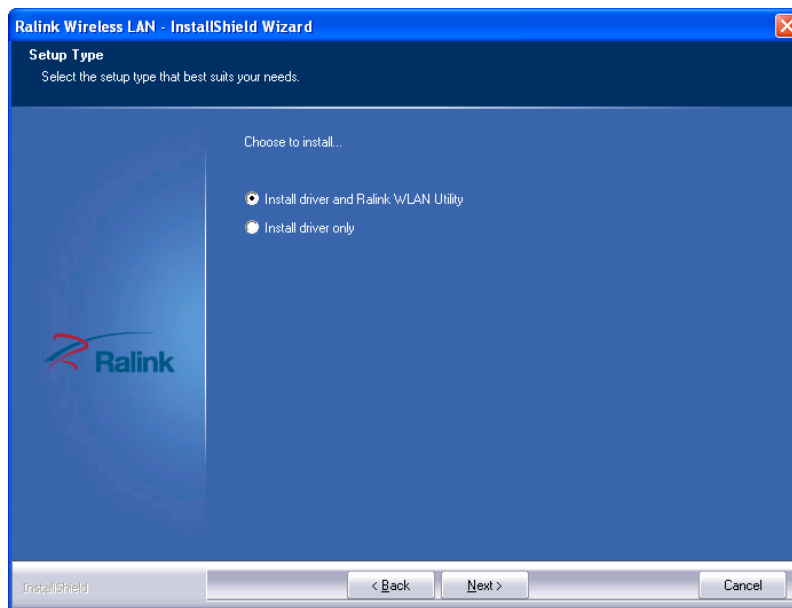 Ralink Wireless LAN - InstallShield Wizard
Setup Type
Select the setup type that best suits your needs.
Choose to install...
Install driver and Ralink WLAN Utility
Install driver only
Ralink
InstallShield
< Back
Next >
Cancel